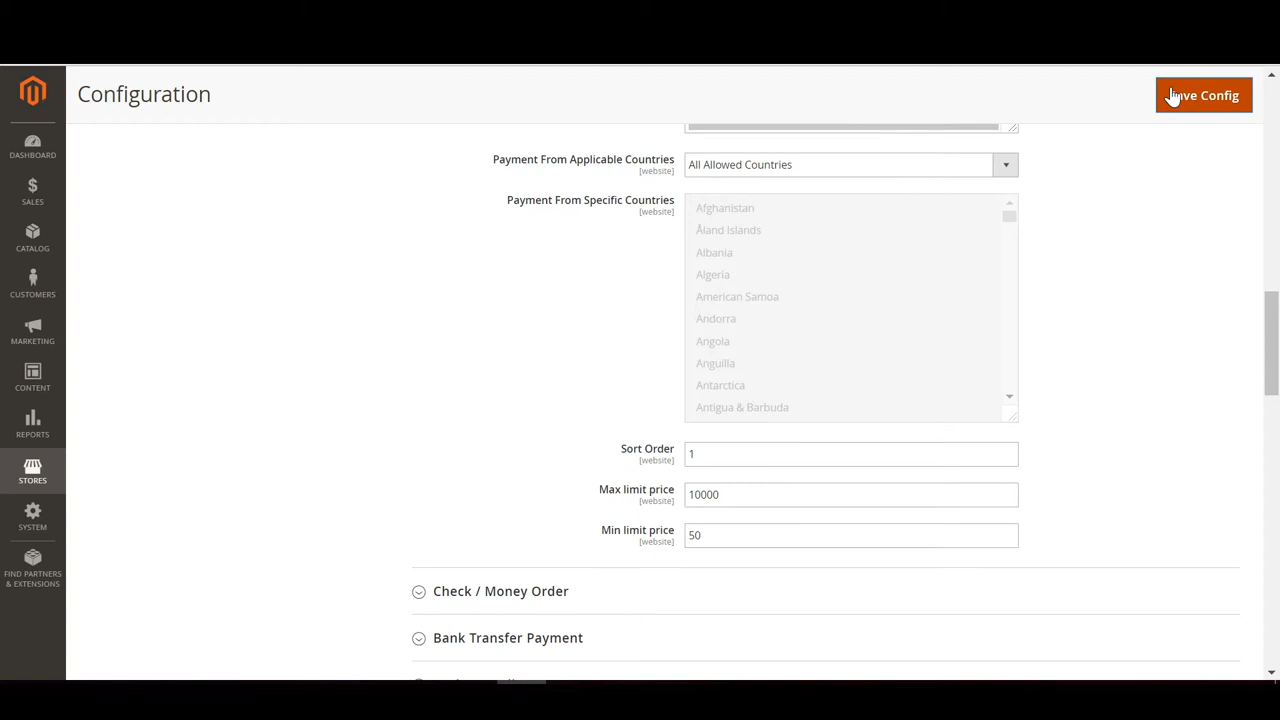 Configuration
Config
DASHBOARD
SALES
CATALOG
CUSTOMERS
MARKETING
CONTENT
REPORTS
STORES
SYSTEM
FIND PARTNERS
& EXTENSIONS
Payment From Applicable Countries
[website]
All Allowed Countries
Payment From Specific Countries
[website]
Afghanistan
Åland Islands
Albania
Algeria
American Samoa
Andorra
Angola
Anguilla
Antarctica
Antigua & Barbuda
Sort Order
[website]
1
Max limit price
[website]
10000
Min limit price
[website]
50
Check / Money Order
Bank Transfer Payment